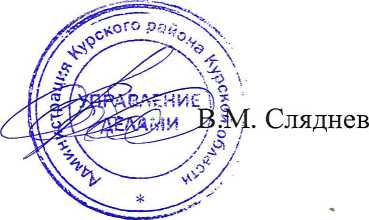 Администрация Курского района Курской области
УПРАВЛЕНИЕ
ДЕЛАМИ
В.М. Сляднев